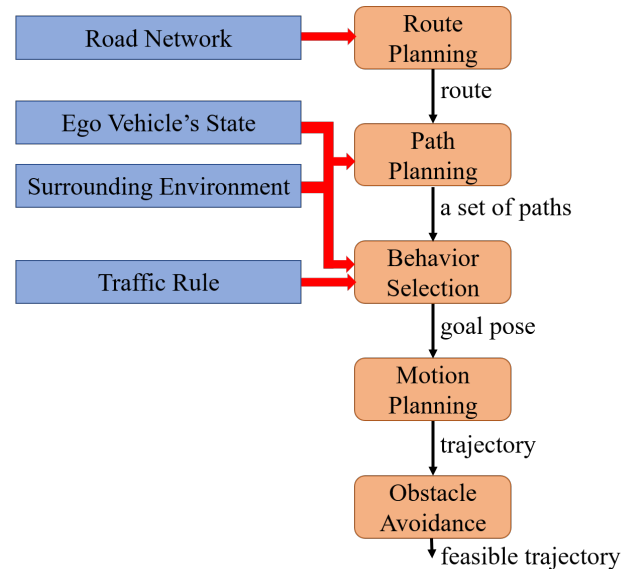 Road Network
Route
Planning
route
Ego Vehicle's State
Path
Planning
Surrounding Environment
a set of paths
Behavior
Selection
Traffic Rule
goal pose
Motion
Planning
trajectory
Obstacle
Avoidance
feasible trajectory